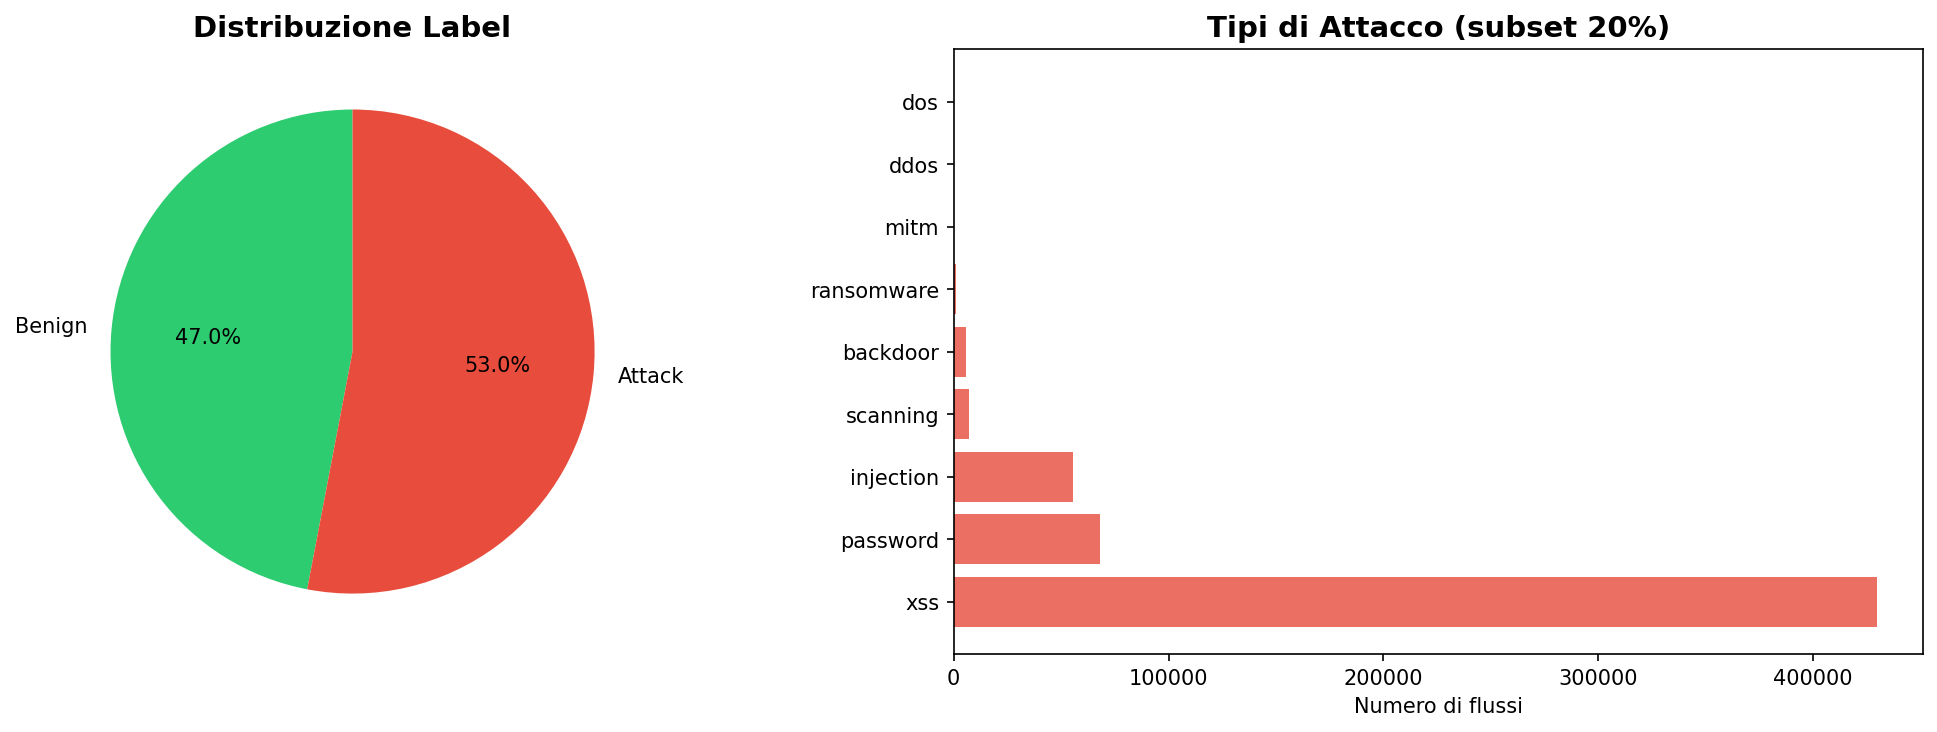 Distribuzione Label
Benign
47.0%
53.0%
Attack
Tipi di Attacco (subset 20%)
dos
ddos
mitm
ransomware
backdoor
scanning
injection
password
xss
0 100000 200000 300000 400000
Numero di flussi